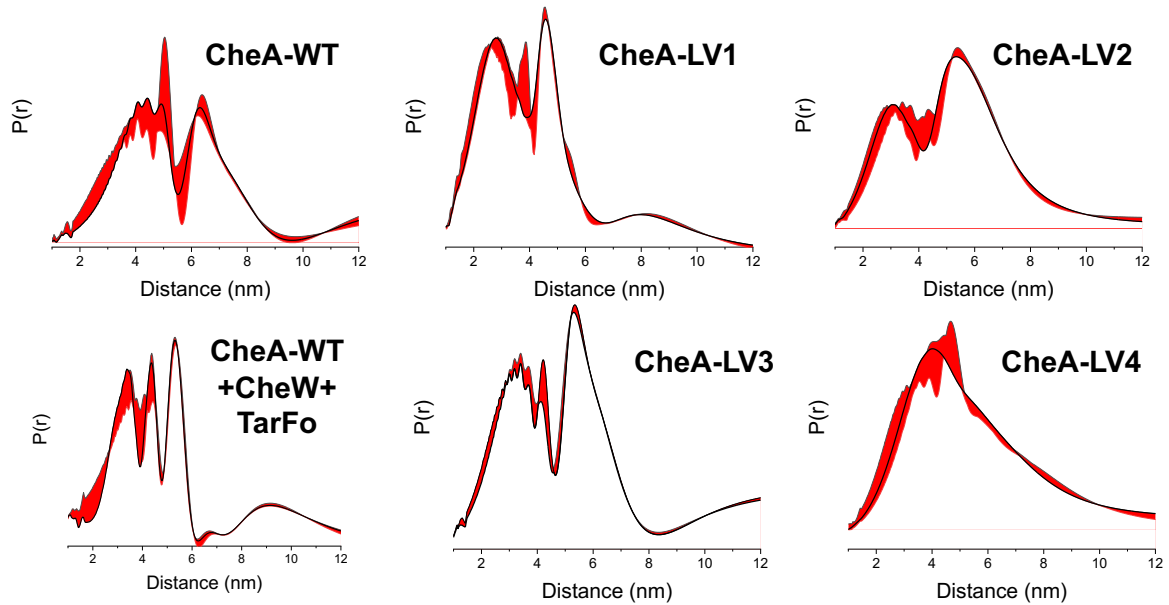 CheA-WT
P(r)
2 4 6 8 10 12
Distance (nm)
CheA-LV1
P(r)
2 4 6 8 10 12
Distance (nm)
CheA-LV2
P(r)
2 4 6 8 10 12
Distance (nm)
CheA-WT
+CheW+
TarFo
P(r)
2 4 6 8 10 12
Distance (nm)
CheA-LV3
P(r)
2 4 6 8 10 12
Distance (nm)
CheA-LV4
P(r)
2 4 6 8 10 12
Distance (nm)